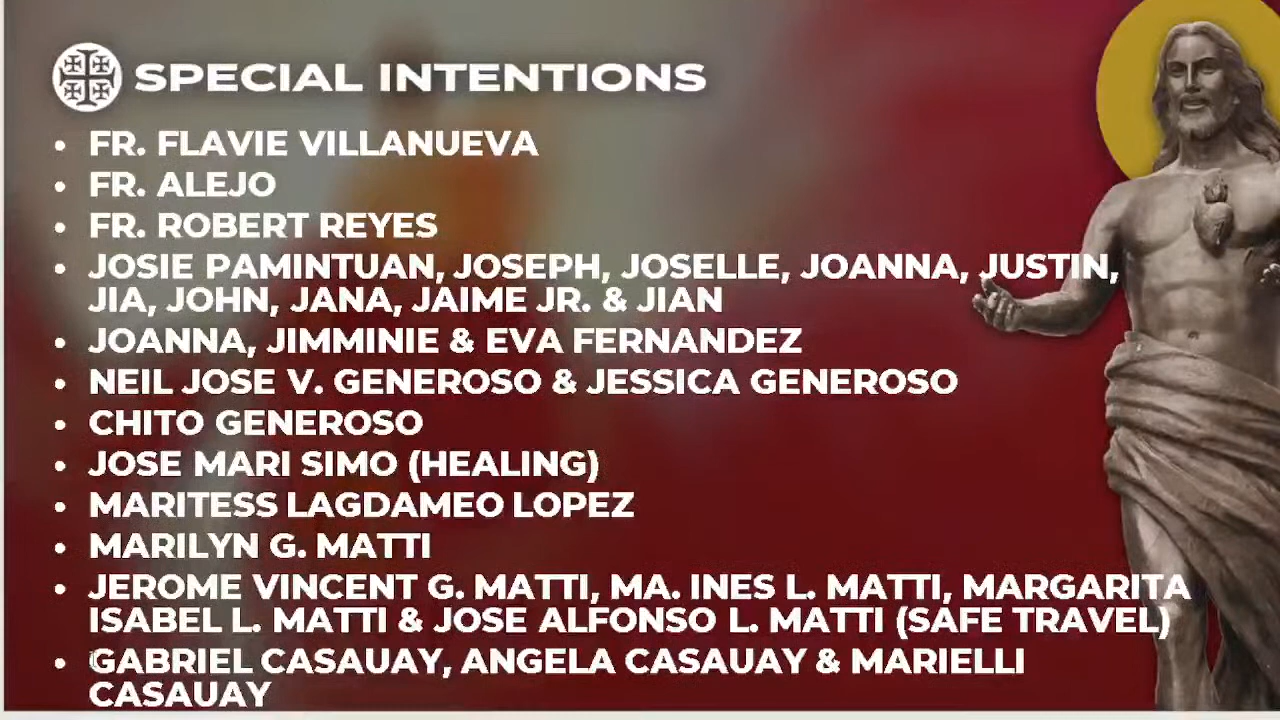 SPECIAL INTENTIONS
• FR. FLAVIE VILLANUEVA
• FR. ALEJO
• FR. ROBERT REYES
• JOSIE PAMINTUAN, JOSEPH, JOSELLE, JOANNA, JUSTIN,
JIA, JOHN, JANA, JAIME JR. & JIAN
• JOANNA, JIMMINIE & EVA FERNANDEZ
• NEIL JOSE V. GENEROSO & JESSICA GENEROSO
• CHITO GENEROSO
• JOSE MARI SIMO (HEALING)
• MARITESS LAGDAMEO LOPEZ
• MARILYN G. MATTI
• JEROME VINCENT G. MATTI, MA. INES L. MATTI, MARGARITA
ISABEL L. MATTI & JOSE ALFONSO L. MATTI (SAFE TRAVEL)
• GABRIEL CASAUAY, ANGELA CASAUAY & MARIELLI
CASAUAY